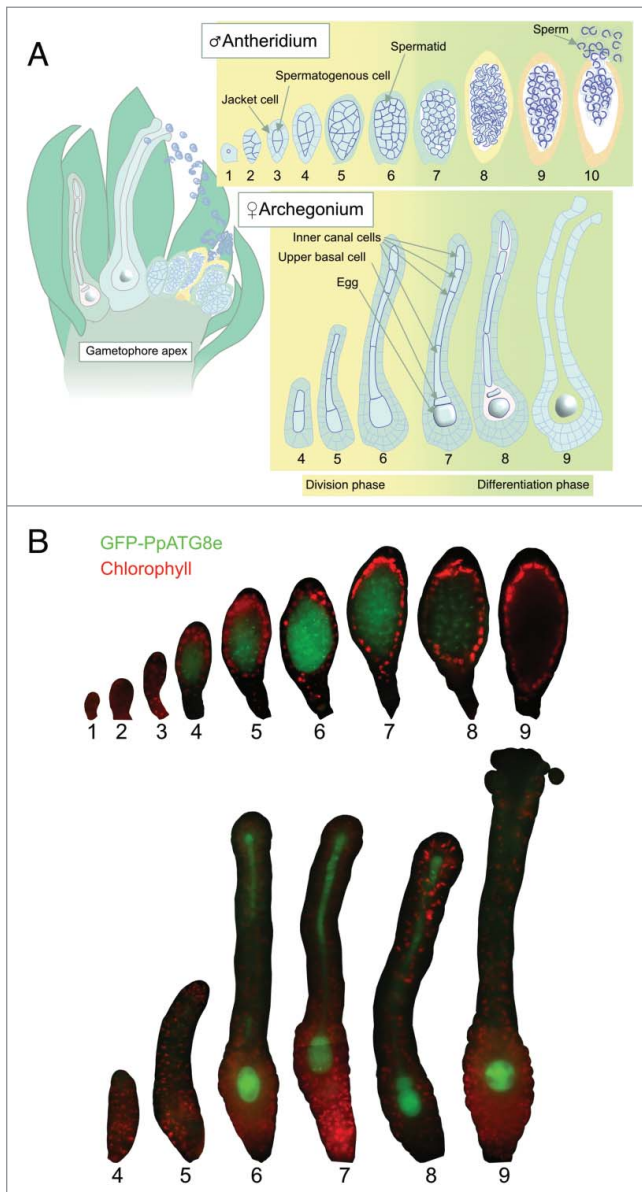 A
♂Antheridium
Sperm
Spermatid
Spermatogenous cell
Jacket cell
1 2 3 4 5 6 7 8 9 10
♀Archegonium
Inner canal cells
Upper basal cell
Egg
Gametophore apex
4 5 6 7 8 9
Division phase Differentiation phase
B
GFP-PpATG8e
Chlorophyll
1 2 3 4 5 6 7 8 9
4 5 6 7 8 9